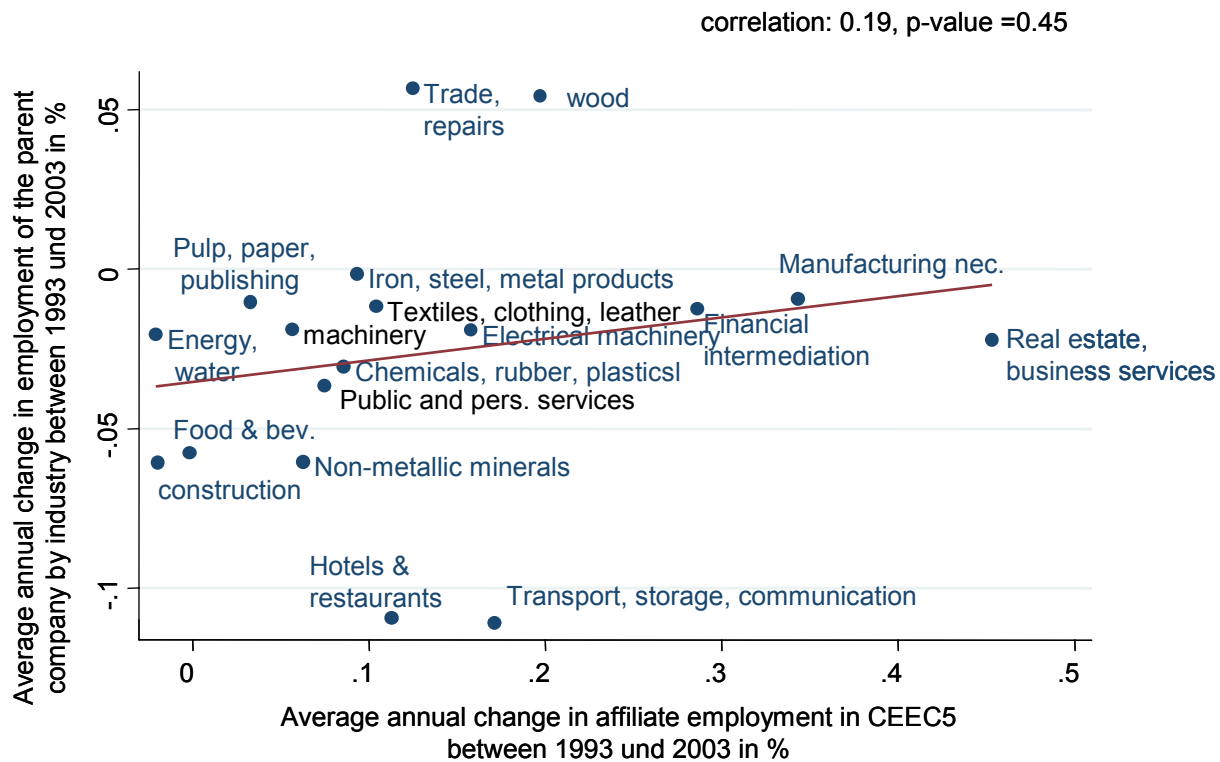 correlation: 0.19, p-value =0.45
Average annual change in employment of the parent
company by industry between 1993 und 2003 in %
.05
0
-.05
-.1
Trade,
repairs
wood
Pulp, paper,
publishing
Iron, steel, metal products
Manufacturing nec.
Textiles, clothing, leather
Energy,
water
machinery
Electrical machinery
Financial
intermediation
Real estate,
business services
Chemicals, rubber, plasticsl
Public and pers. services
Food & bev.
construction
Non-metallic minerals
Hotels &
restaurants
Transport, storage, communication
0 .1 .2 .3 .4 .5
Average annual change in affiliate employment in CEEC5
between 1993 und 2003 in %